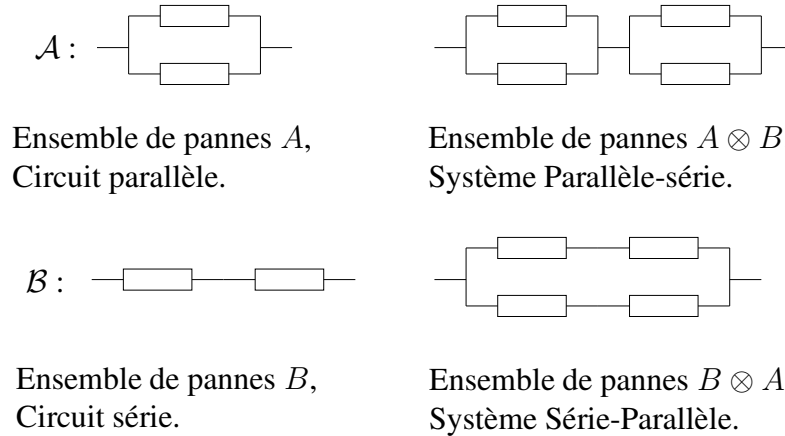 𝒜 :
Ensemble de pannes A,
Circuit parallèle.
Ensemble de pannes A ⊗ B
Système Parallèle-série.
ℬ :
Ensemble de pannes B,
Circuit série.
Ensemble de pannes B ⊗ A
Système Série-Parallèle.